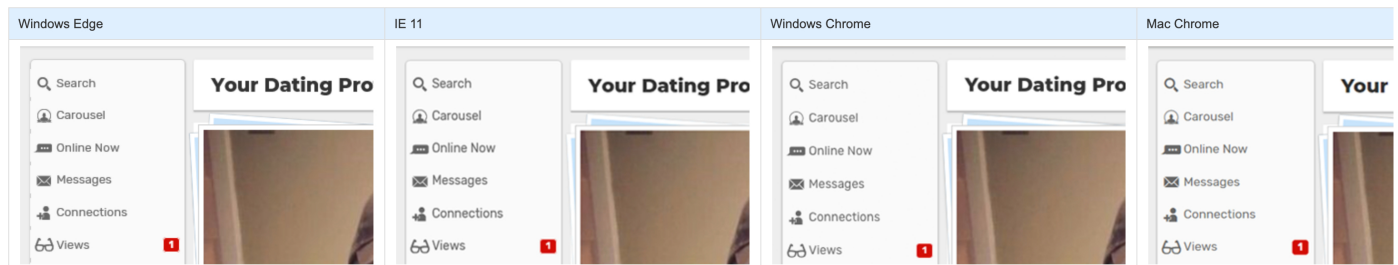 Windows Edge
IE 11
Windows Chrome
Mac Chrome
Search
Carousel
Online Now
Messages
Connections
Views 1
Your Dating Pro
Search
Carousel
Online Now
Messages
Connections
Views 1
Your Dating Pro
Search
Carousel
Online Now
Messages
Connections
Views 1
Your Dating Pro
Search
Carousel
Online Now
Messages
Connections
Views 1
Your